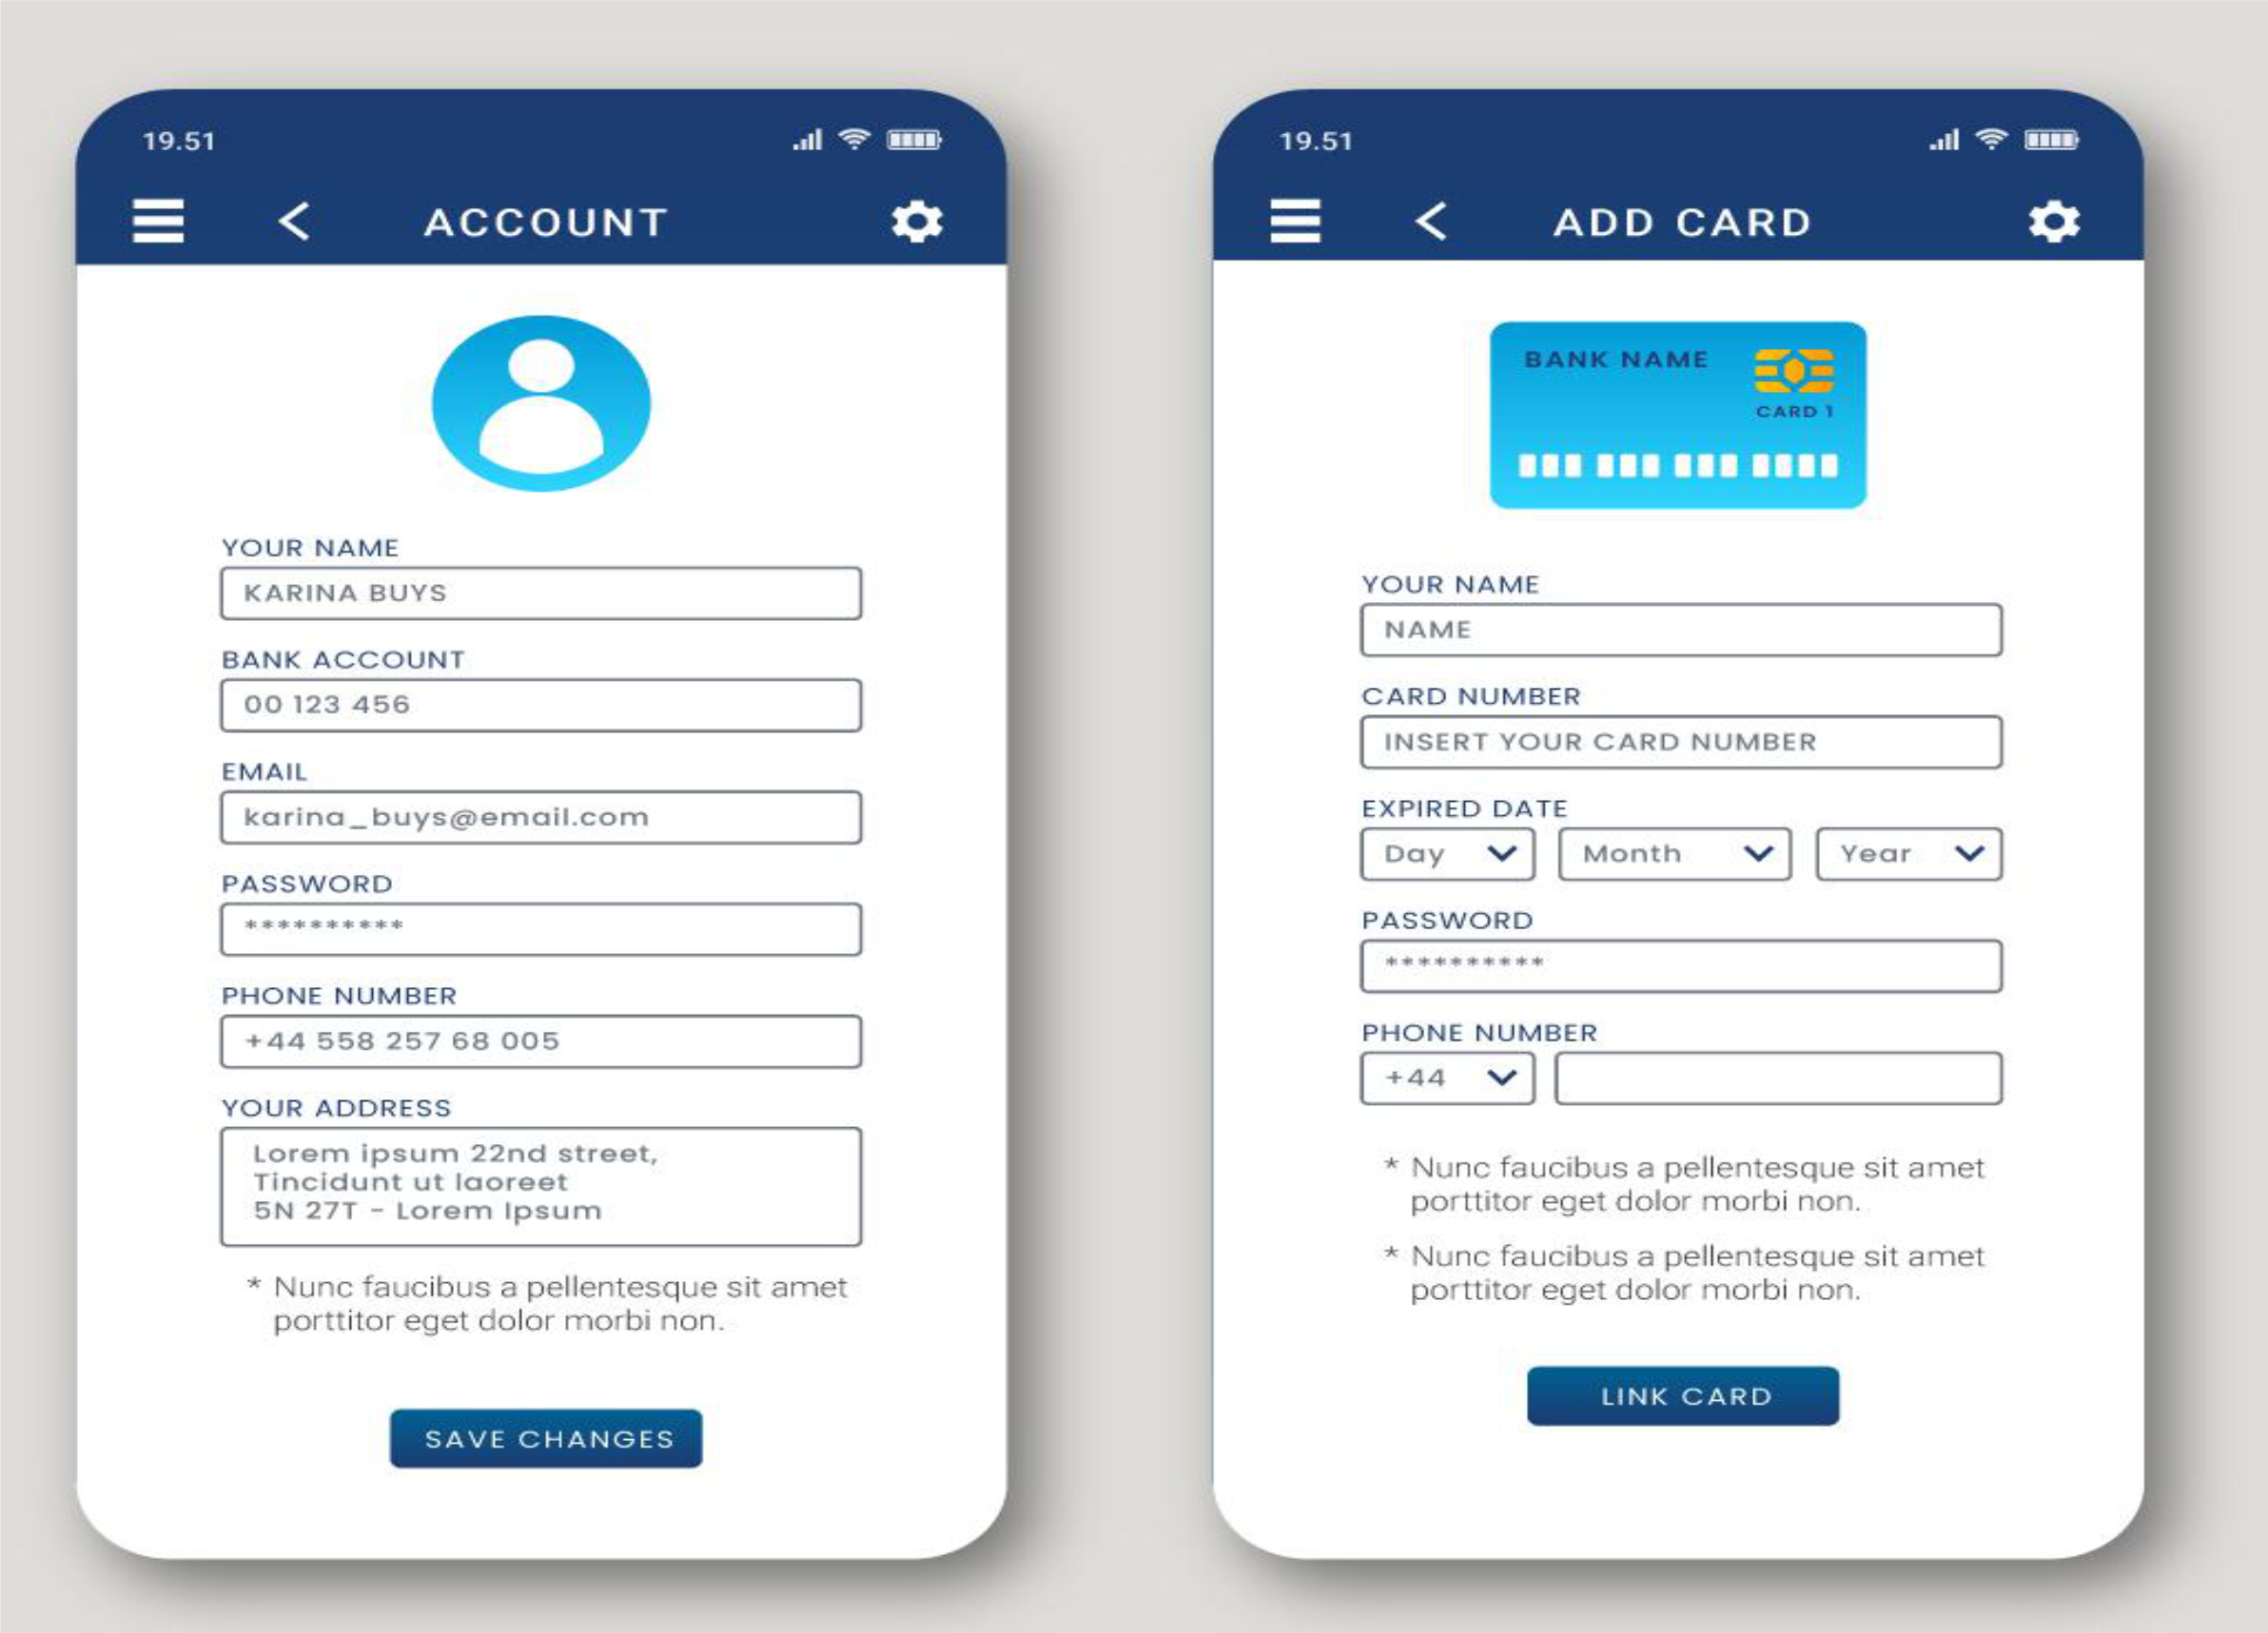 19.51
ACCOUNT
YOUR NAME
KARINA BUYS
BANK ACCOUNT
00 123 456
EMAIL
karina_buys@email.com
PASSWORD
**********
PHONE NUMBER
+44 558 257 68 005
YOUR ADDRESS
Lorem ipsum 22nd street,
Tincidunt ut laoreet
5N 27T - Lorem Ipsum
* Nunc faucibus a pellentesque sit amet
porttitor eget dolor morbi non.
SAVE CHANGES
19.51
ADD CARD
BANK NAME
CARD 1
YOUR NAME
NAME
CARD NUMBER
INSERT YOUR CARD NUMBER
EXPIRED DATE
Day Month Year
PASSWORD
**********
PHONE NUMBER
+44
* Nunc faucibus a pellentesque sit amet
porttitor eget dolor morbi non.
* Nunc faucibus a pellentesque sit amet
porttitor eget dolor morbi non.
LINK CARD